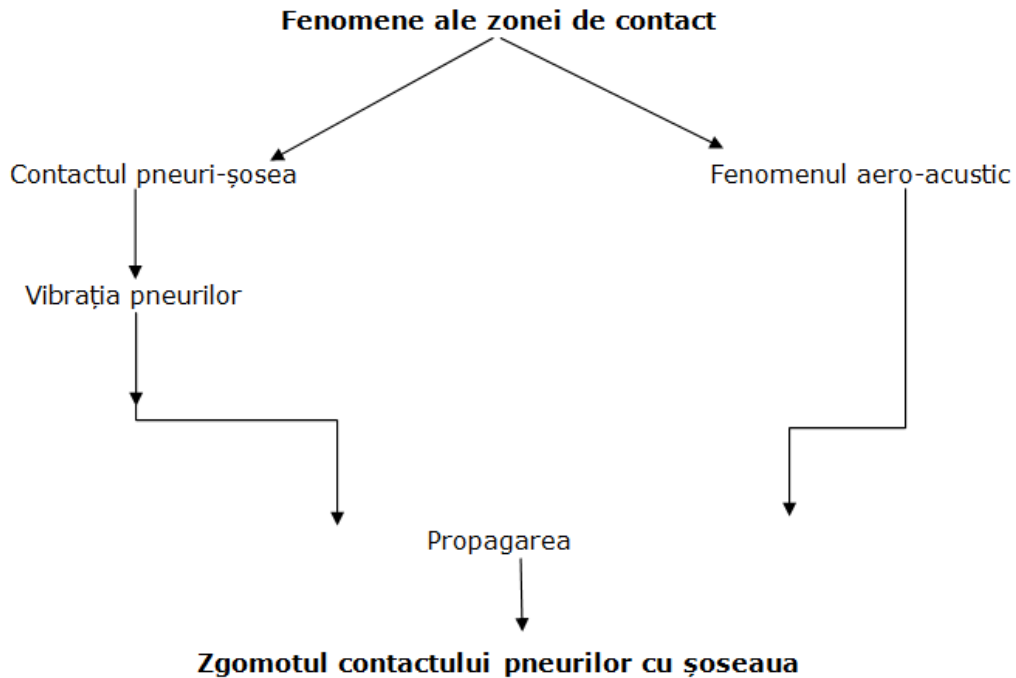 Fenomene ale zonei de contact
Contactul pneuri-șosea
Fenomenul aero-acustic
Vibrația pneurilor
Propagarea
Zgomotul contactului pneurilor cu șoseaua